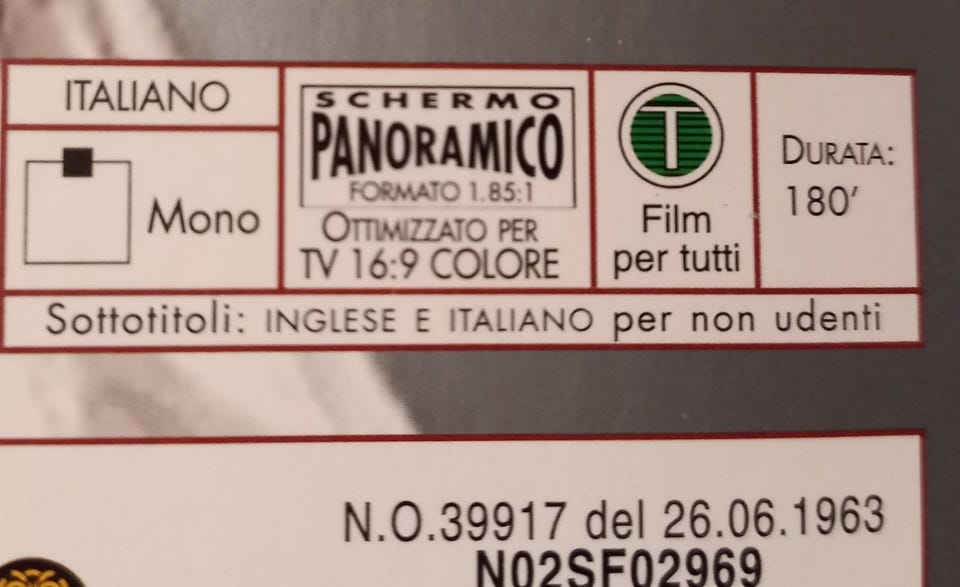 ITALIANO
Mono
SCHERMO
PANORAMICO
FORMATO 1.85:1
OTTIMIZZATO PER
TV 16:9 COLORE
T
Film
per tutti
DURATA:
180'
Sottotitoli: INGLESE E ITALIANO per non udenti
N.O.39917 del 26.06.1963
N02SF02969